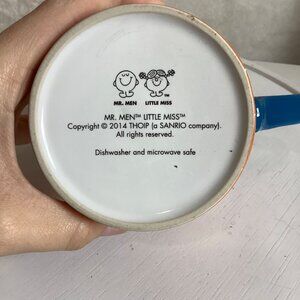 MR. MEN LITTLE MISS™
MR. MEN™ LITTLE MISS™
Copyright © 2014 THOIP (a SANRIO company).
All rights reserved.
Dishwasher and microwave safe